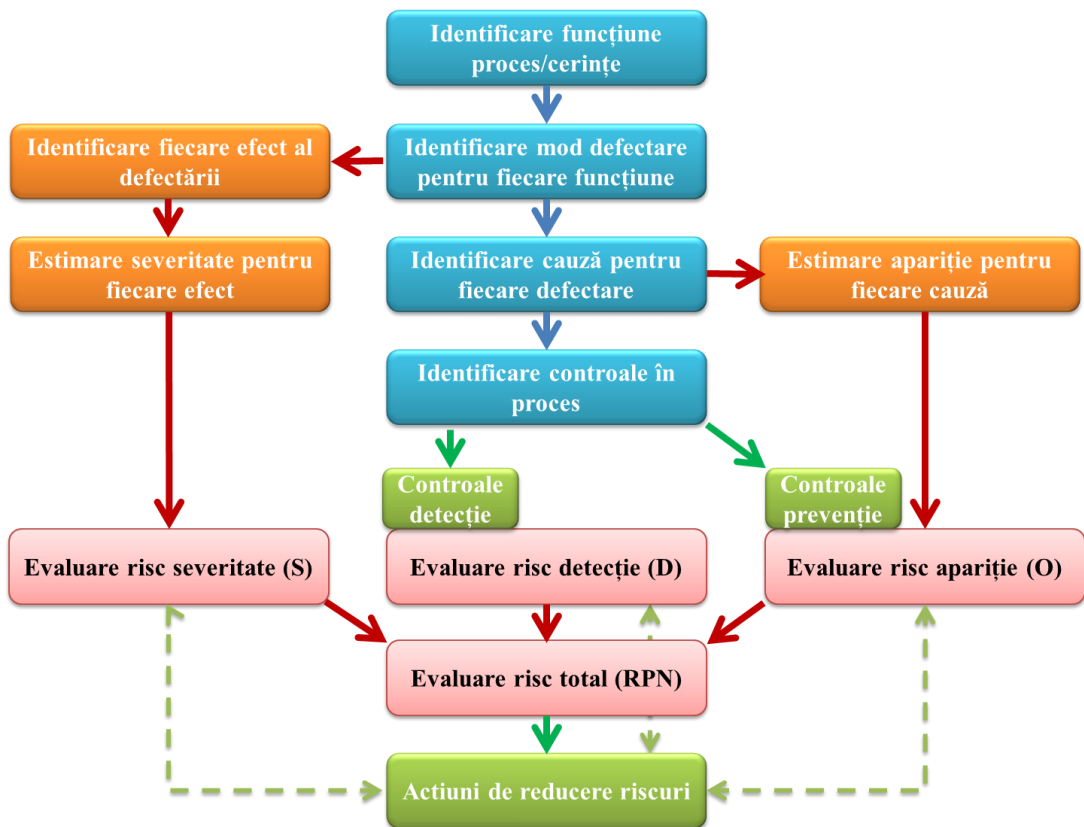 Identificare funcțiune
proces/cerințe
Identificare fiecare efect al
defectării
Identificare mod defectare
pentru fiecare funcțiune
Estimare severitate pentru
fiecare efect
Identificare cauză pentru
fiecare defectare
Estimare apariție pentru
fiecare cauză
Identificare controale în
proces
Controale
detecție
Controale
prevenție
Evaluare risc severitate (S)
Evaluare risc detecție (D)
Evaluare risc apariție (O)
Evaluare risc total (RPN)
Actiuni de reducere riscuri